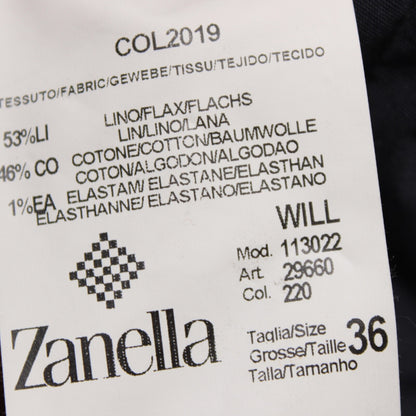 COL2019
TESSUTO/FABRIC/GEWEBE/TISSU/TEJIDO/TECIDO
53%LI LINO/FLAX/FLACHS
LIN/LINO/LANA
46% CO COTONE/COTTON/BAUMWOLLE
COTON/ALGODON/ALGODAO
1%EA ELASTAM/ ELASTANE/ELASTHAN
ELASTHANNE/ELASTANO/ELASTANO
WILL
Mod. 113022
Art. 29660
Col. 220
Zanella
Taglia/Size
Grosse/Taille 36
Talla/Tamanho